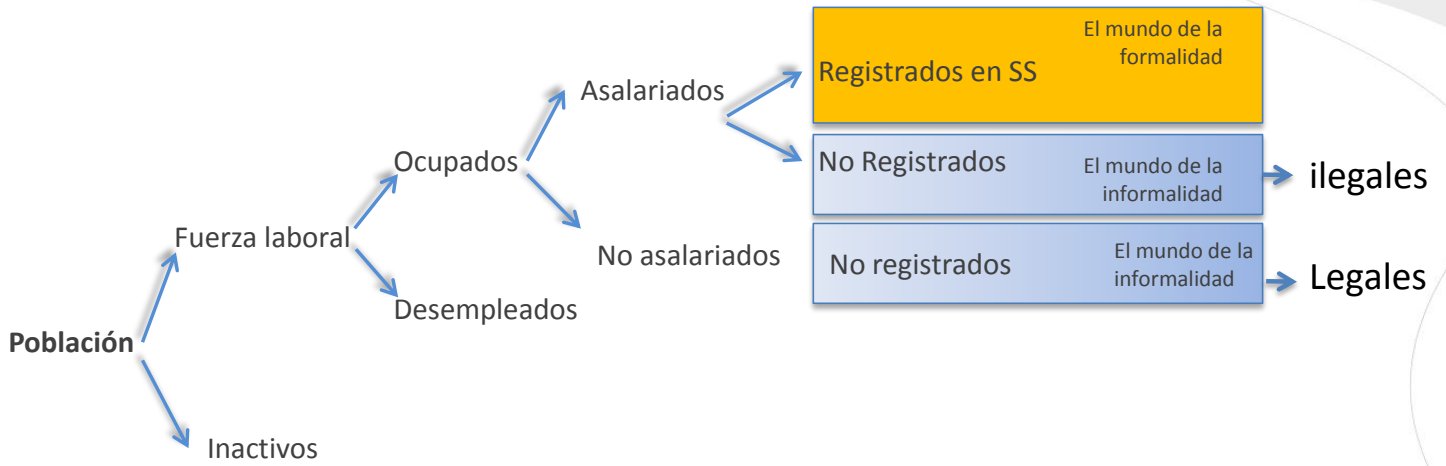 El mundo de la
formalidad
Registrados en SS
Asalariados
Ocupados
No Registrados
El mundo de la
informalidad
ilegales
Fuerza laboral
No asalariados
No registrados
El mundo de la
informalidad
Legales
Desempleados
Población
Inactivos